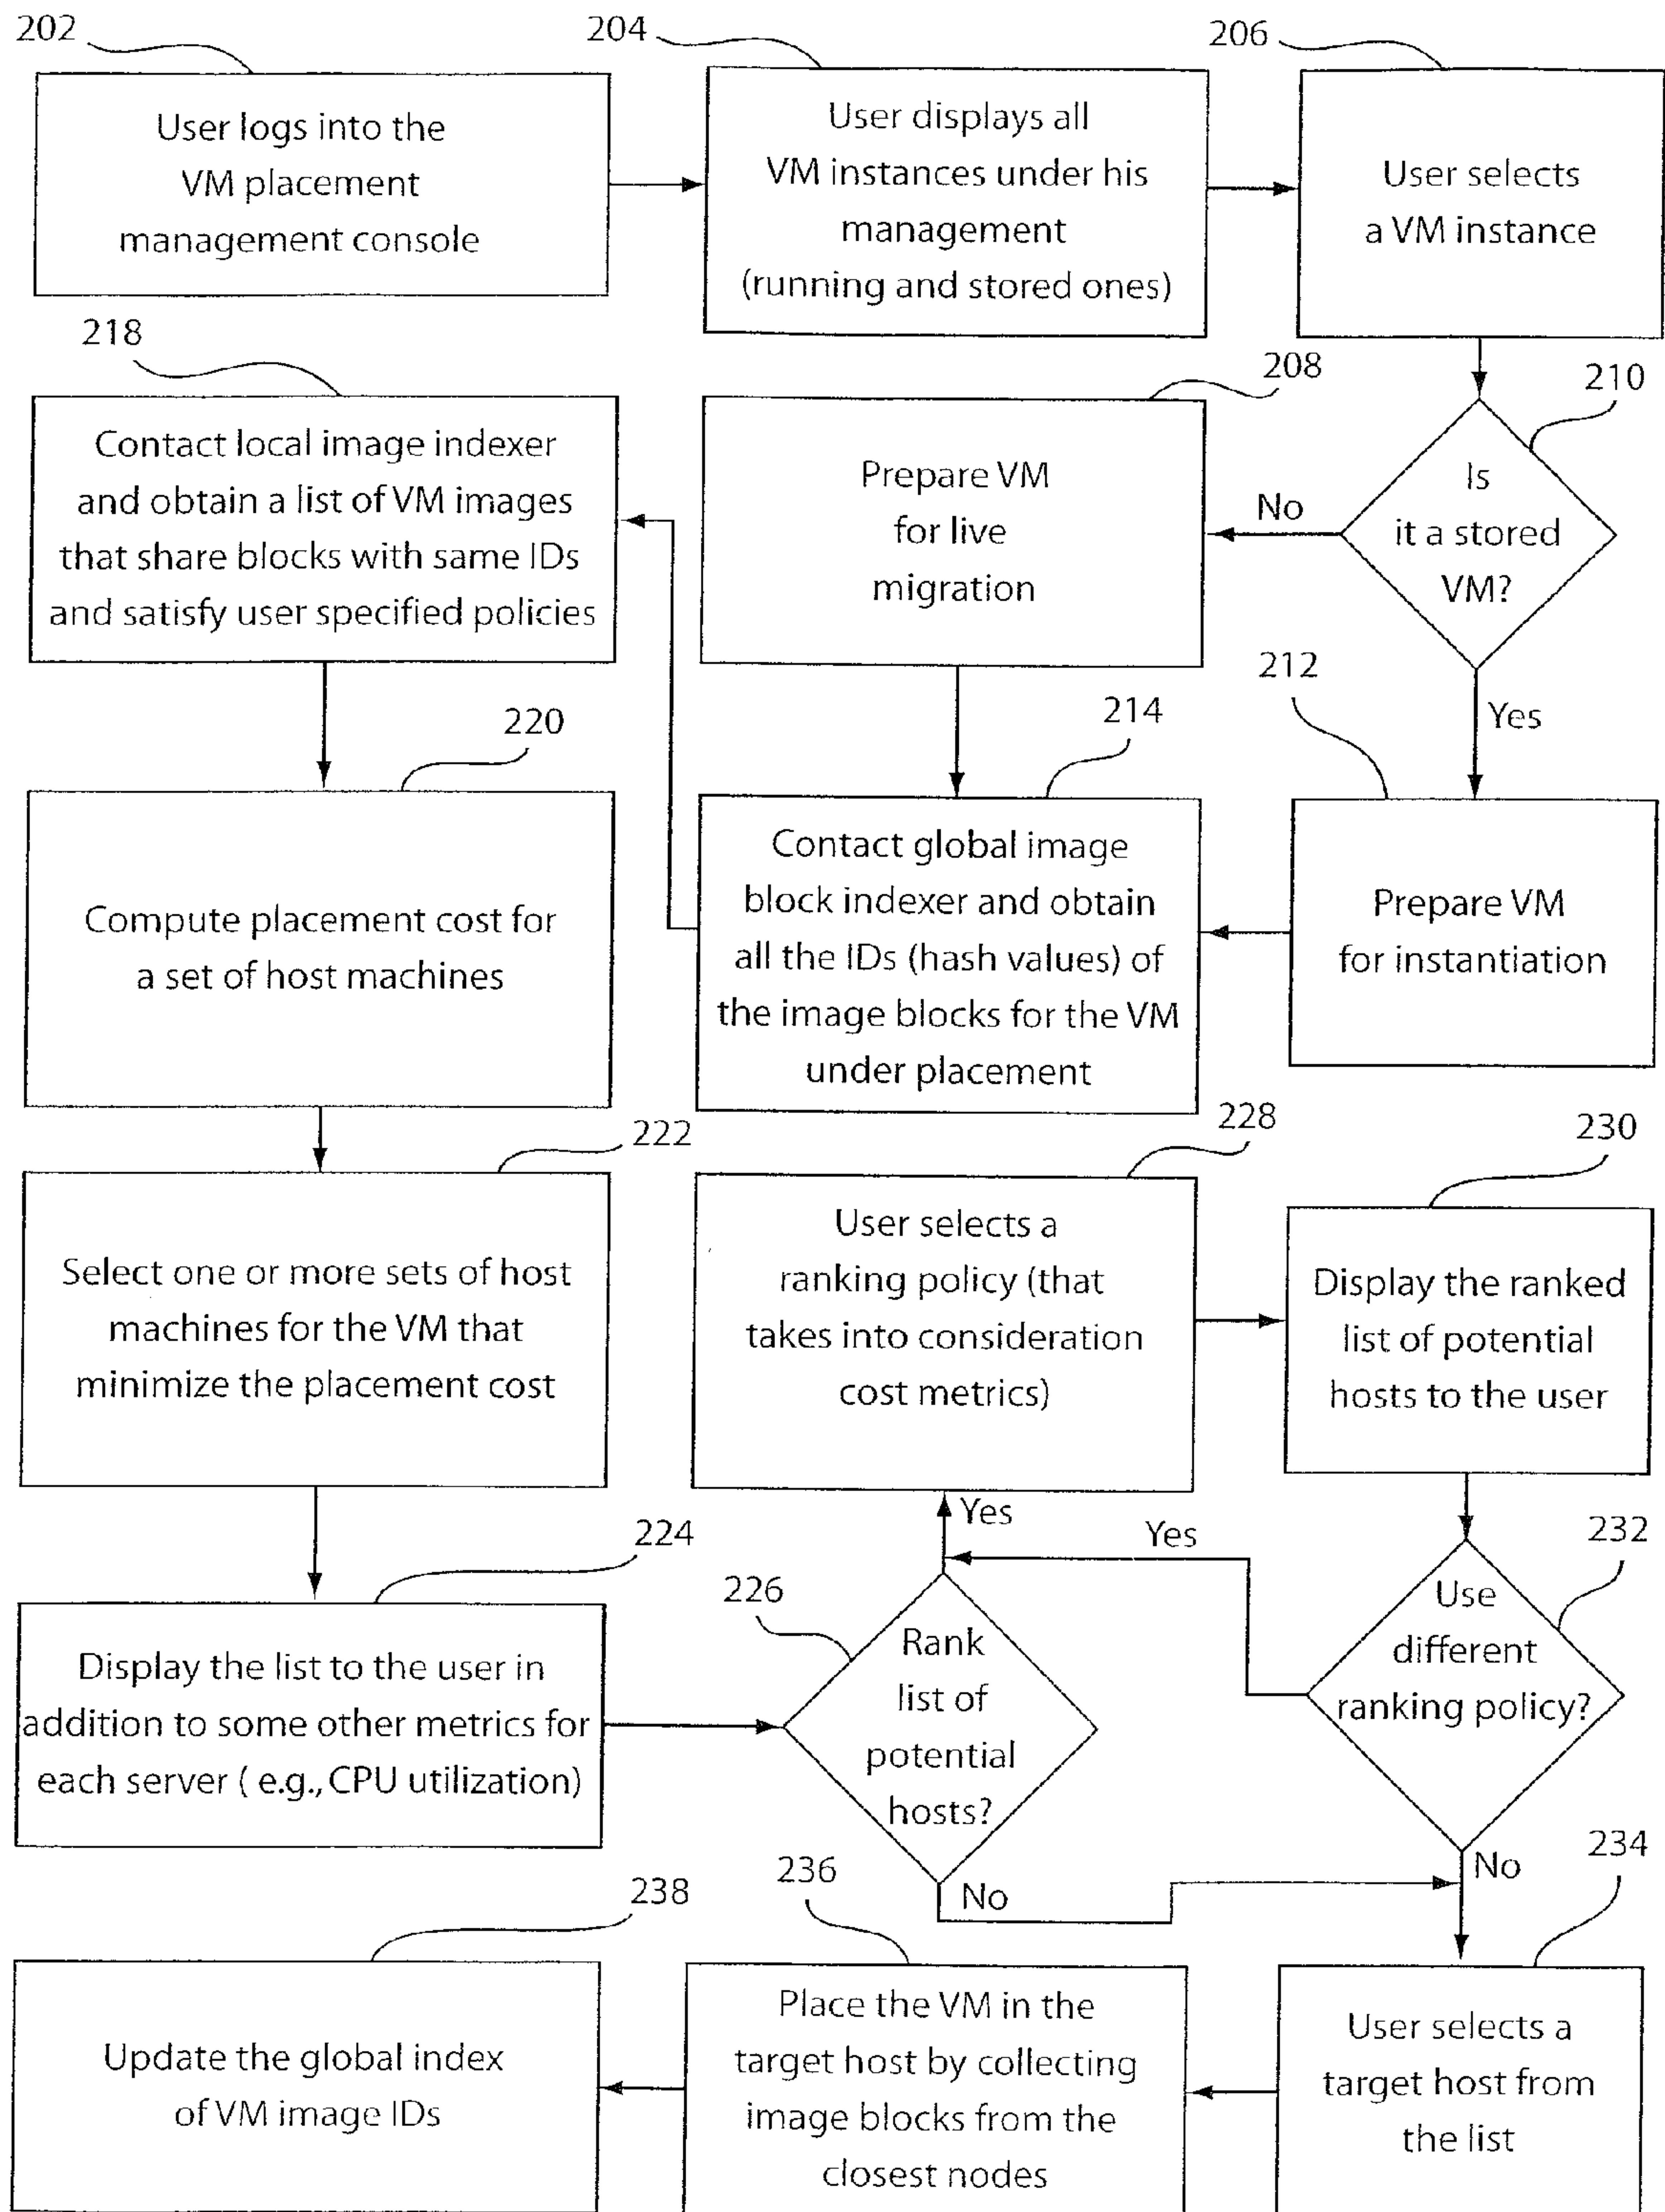 202
User logs into the
VM placement
management console
204
User displays all
VM instances under his
management
(running and stored ones)
206
User selects
a VM instance
210
Is
it a stored
VM?
No
Yes
208
Prepare VM
for live
migration
212
Prepare VM
for instantiation
214
Contact global image
block indexer and obtain
all the IDs (hash values) of
the image blocks for the VM
under placement
218
Contact local image indexer
and obtain a list of VM images
that share blocks with same IDs
and satisfy user specified policies
220
Compute placement cost for
a set of host machines
222
Select one or more sets of host
machines for the VM that
minimize the placement cost
224
Display the list to the user in
addition to some other metrics for
each server ( e.g., CPU utilization)
226
Rank
list of
potential
hosts?
Yes
No
228
User selects a
ranking policy (that
takes into consideration
cost metrics)
230
Display the ranked
list of potential
hosts to the user
232
Use
different
ranking policy?
Yes
No
234
User selects a
target host from
the list
236
Place the VM in the
target host by collecting
image blocks from the
closest nodes
238
Update the global index
of VM image IDs